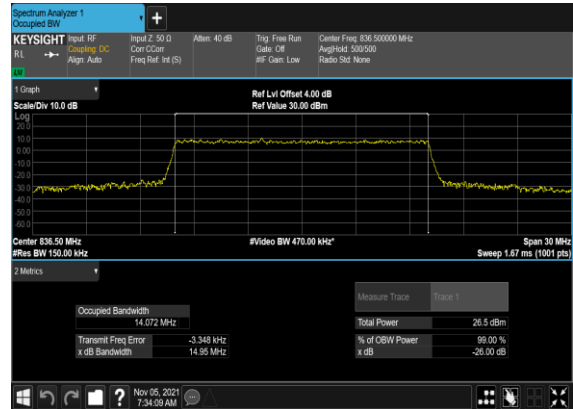 Spectrum Analyzer 1
Occupied BW
+
KEYSIGHT Input: RF Input Z: 50 Ω Atten: 40 dB Trig: Free Run Center Freq: 836.500000 MHz
RL Coupling: DC Corr CCorr Gate: Off Avg|Hold: 500/500
Align: Auto Freq Ref: Int (S) #IF Gain: Low Radio Std: None
1 Graph
Ref Lvl Offset 4.00 dB
Scale/Div 10.0 dB Ref Value 30.00 dBm
Log
20.0
10.0
0.00
-10.0
-20.0
-30.0
-40.0
-50.0
-60.0
Center 836.50 MHz #Video BW 470.00 kHz* Span 30 MHz
#Res BW 150.00 kHz Sweep 1.67 ms (1001 pts)
2 Metrics
Measure Trace Trace 1
Occupied Bandwidth
14.072 MHz Total Power 26.5 dBm
Transmit Freq Error -3.348 kHz % of OBW Power 99.00 %
x dB Bandwidth 14.95 MHz x dB -26.00 dB
?
Nov 05, 2021
7:34:09 AM